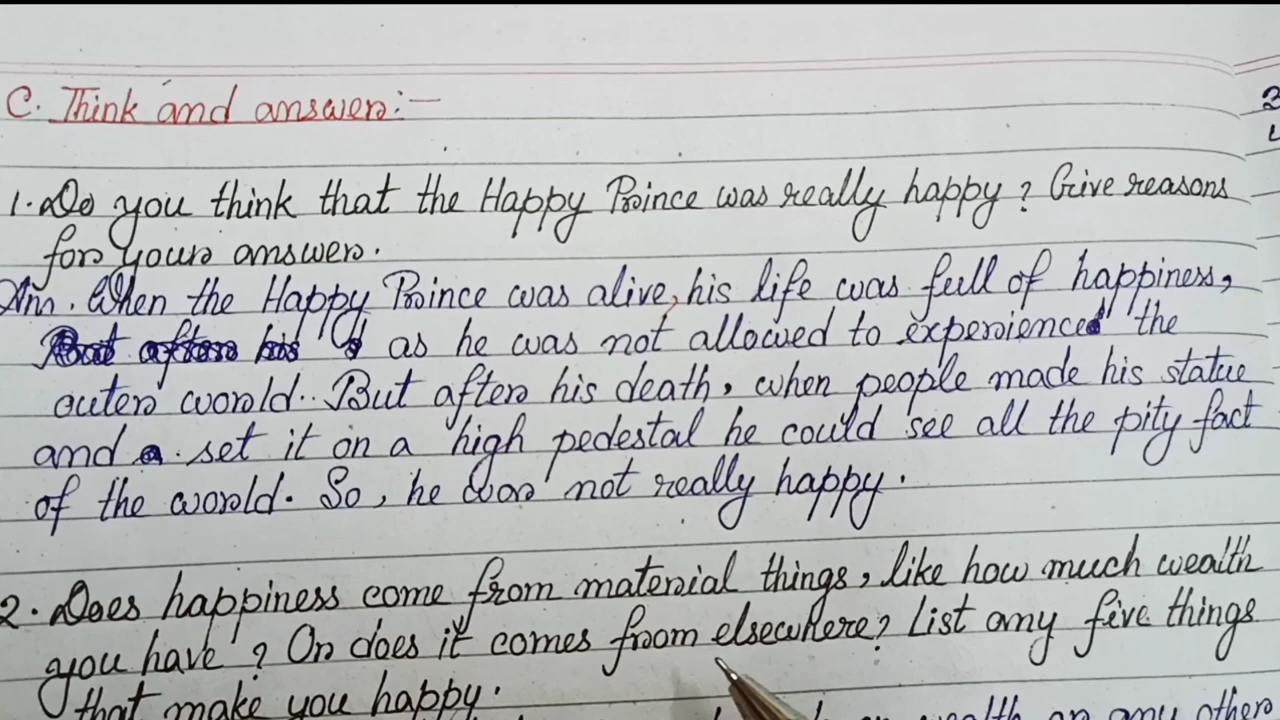 C. Think and answer:-
1. Do you think that the Happy Prince was really happy? Give reasons
for your answer.
Ans. When the Happy Prince was alive, his life was full of happiness,
as he was not allowed to experience the
outer world. But after his death, when people made his statue
and set it on a high pedestal he could see all the pity fact
of the world. So, he was not really happy.
2. Does happiness come from material things, like how much wealth
you have? Or does it comes from elsewhere? List any five things
that make you happy.
wealth or any other